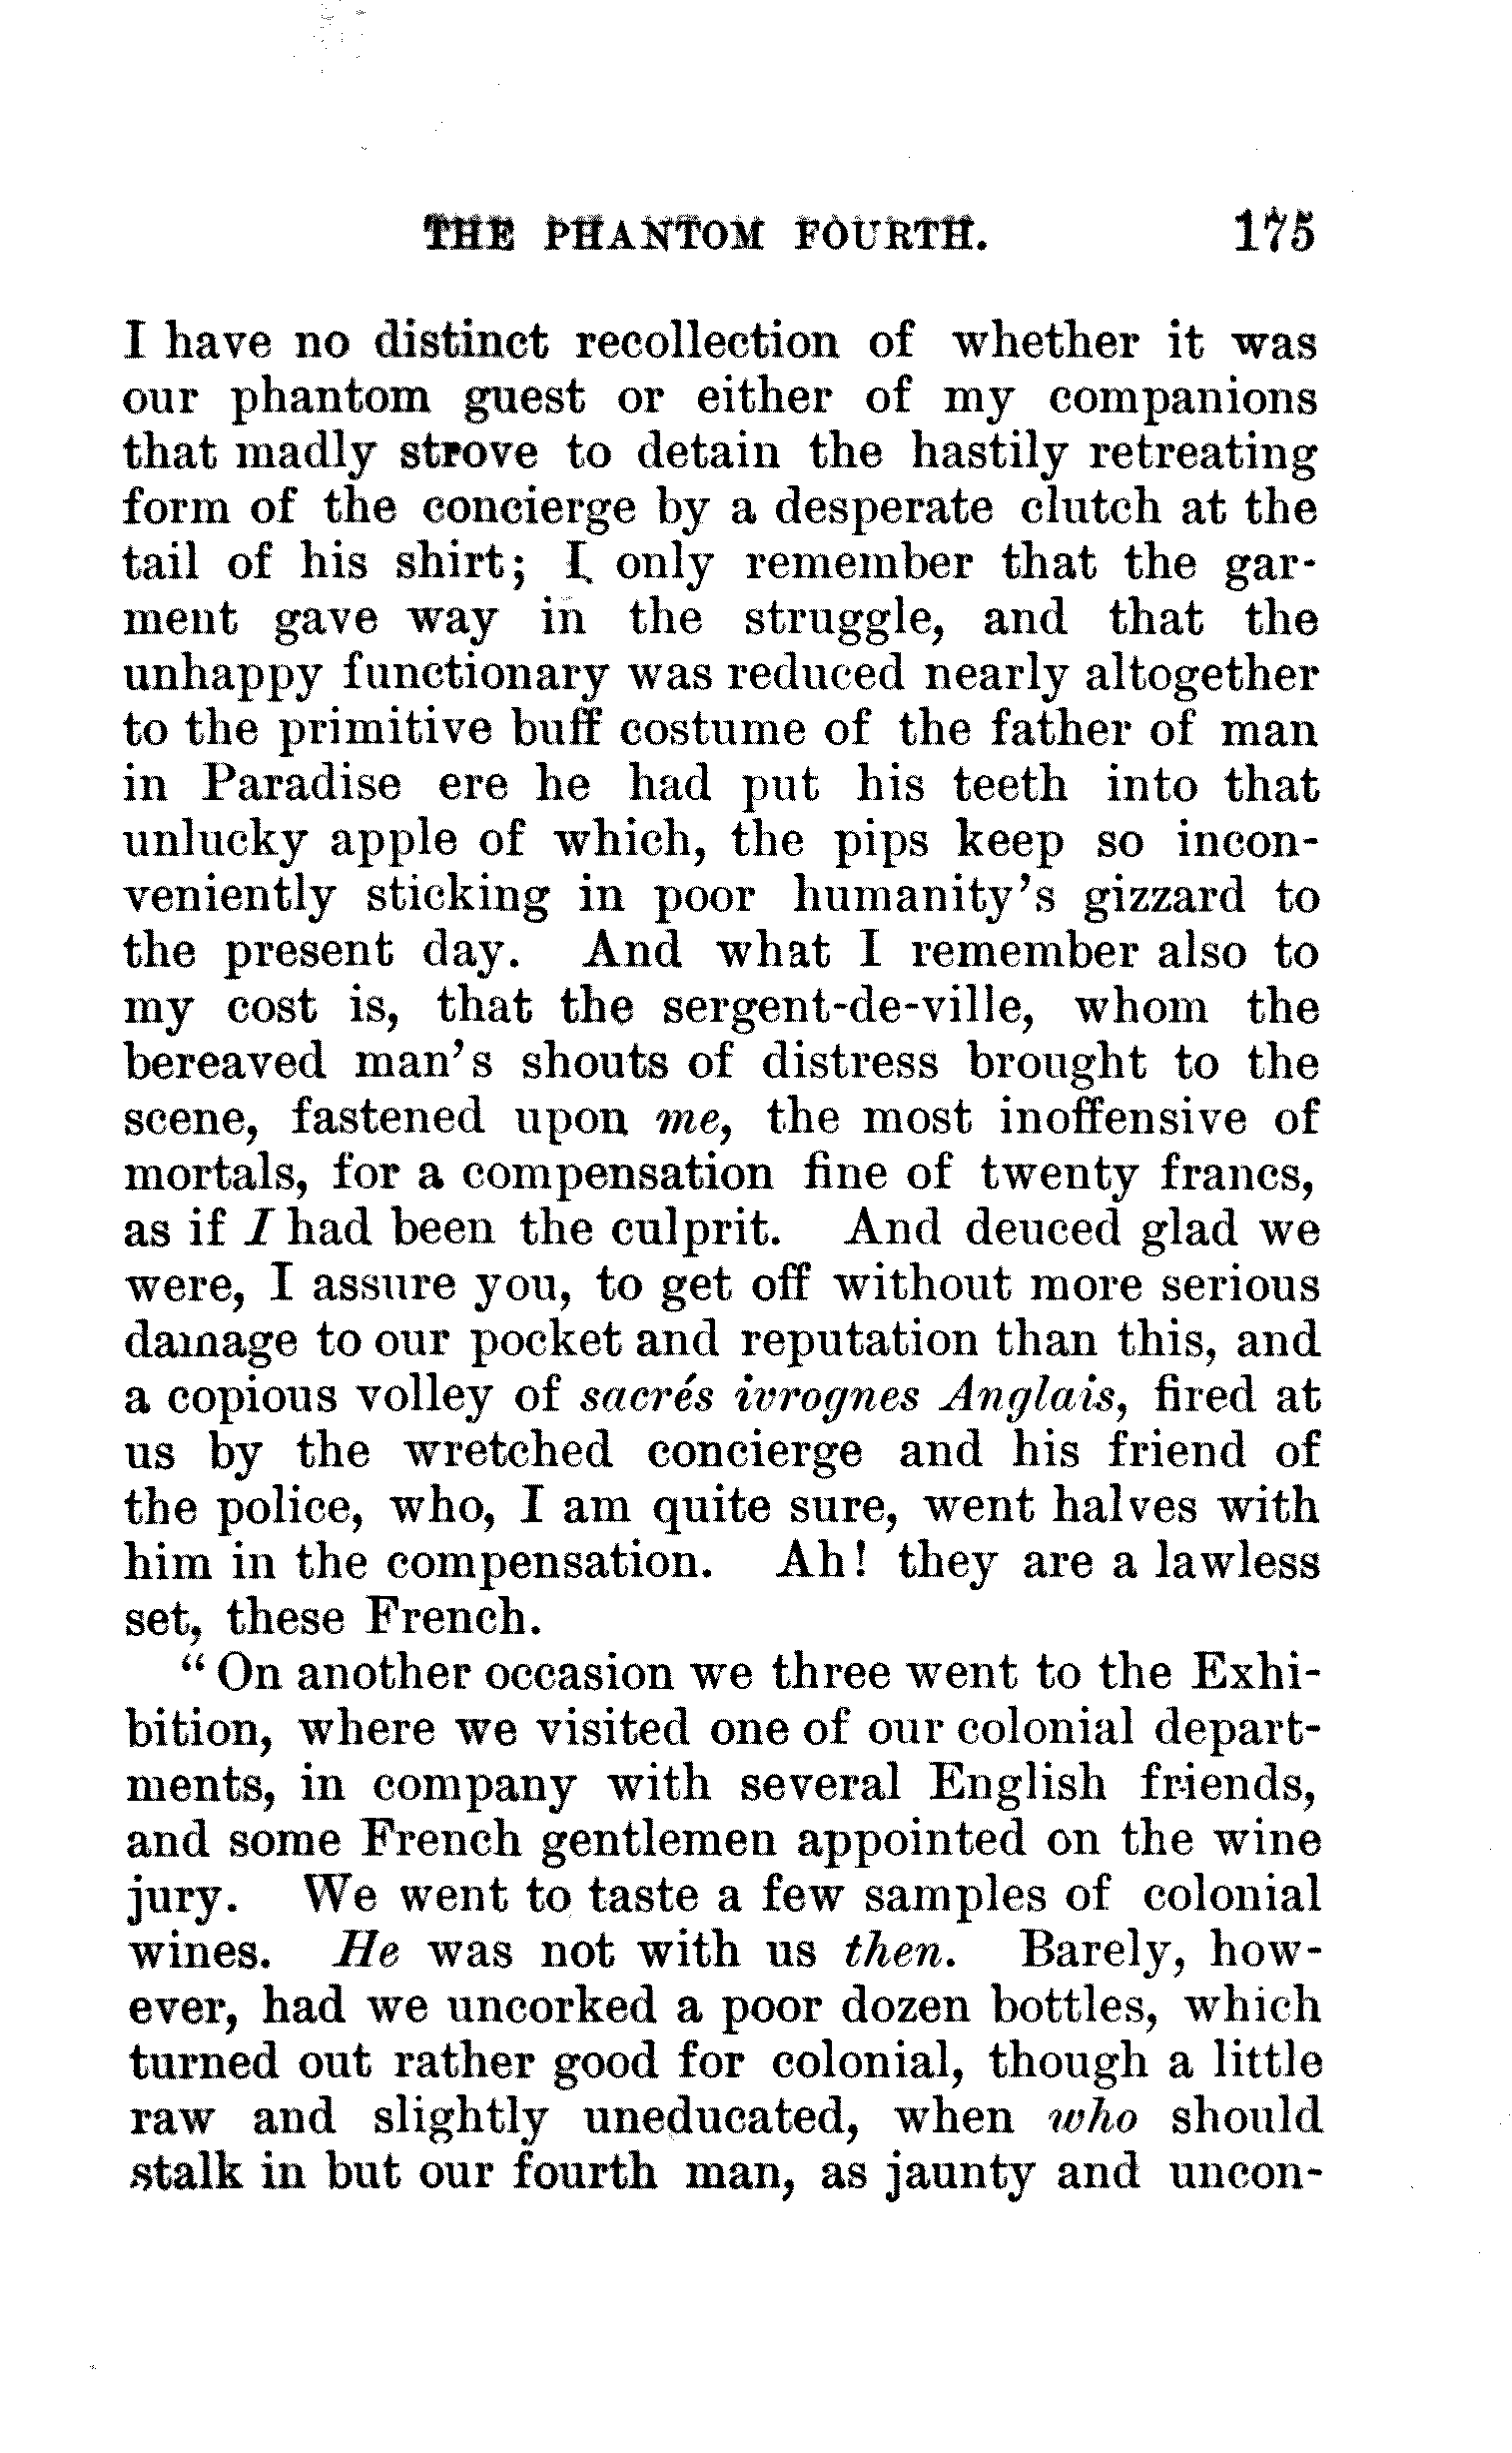 THE PHANTOM FOURTH. 175
I have no distinct recollection of whether it was
our phantom guest or either of my companions
that madly strove to detain the hastily retreating
form of the concierge by a desperate clutch at the
tail of his shirt; I only remember that the gar-
ment gave way in the struggle, and that the
unhappy functionary was reduced nearly altogether
to the primitive buff costume of the father of man
in Paradise ere he had put his teeth into that
unlucky apple of which, the pips keep so incon-
veniently sticking in poor humanity's gizzard to
the present day. And what I remember also to
my cost is, that the sergent-de-ville, whom the
bereaved man's shouts of distress brought to the
scene, fastened upon me, the most inoffensive of
mortals, for a compensation fine of twenty francs,
as if I had been the culprit. And deuced glad we
were, I assure you, to get off without more serious
damage to our pocket and reputation than this, and
a copious volley of sacrés ivrognes Anglais, fired at
us by the wretched concierge and his friend of
the police, who, I am quite sure, went halves with
him in the compensation. Ah! they are a lawless
set, these French.
“On another occasion we three went to the Exhi-
bition, where we visited one of our colonial depart-
ments, in company with several English friends,
and some French gentlemen appointed on the wine
jury. We went to taste a few samples of colonial
wines. He was not with us then. Barely, how-
ever, had we uncorked a poor dozen bottles, which
turned out rather good for colonial, though a little
raw and slightly uneducated, when who should
stalk in but our fourth man, as jaunty and uncon-